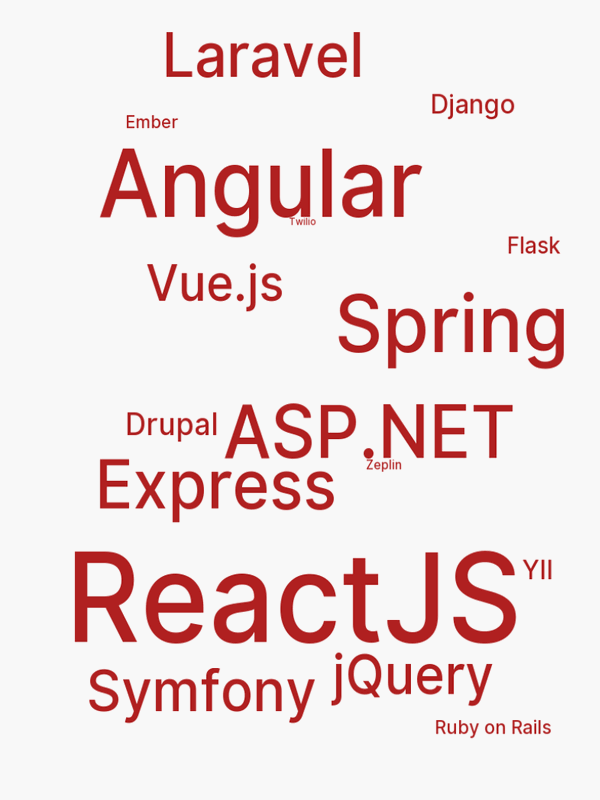 Laravel
Django
Ember
Angular
Twilio
Flask
Vue.js
Spring
Drupal
ASP.NET
Zeplin
Express
ReactJS
YII
jQuery
Symfony
Ruby on Rails